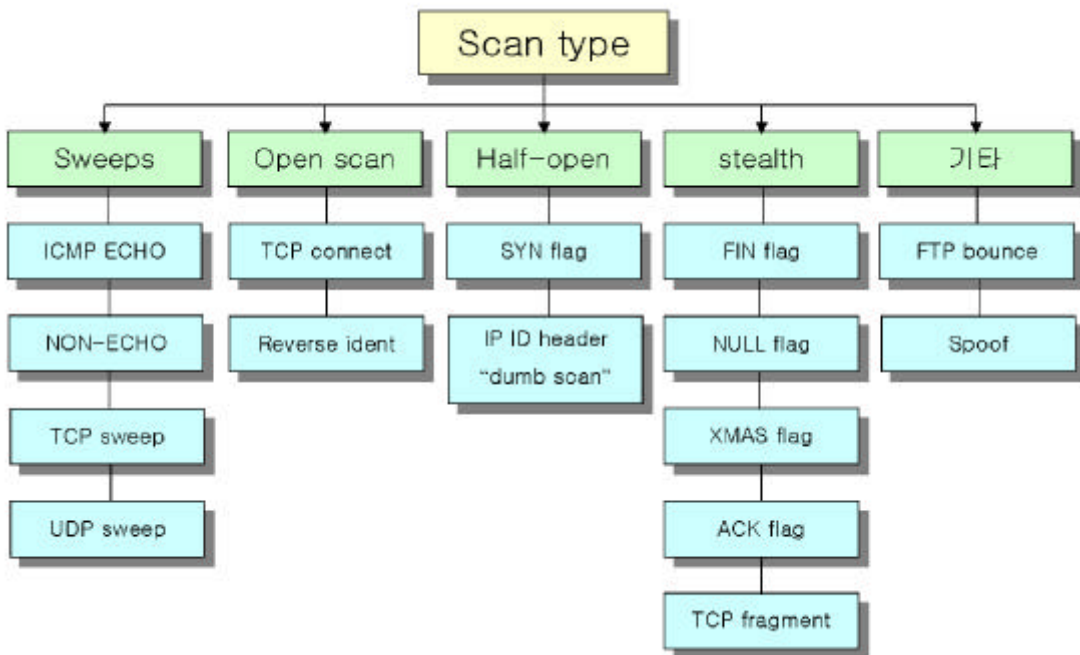 Scan type
Sweeps
Open scan
Half-open
stealth
기타
ICMP ECHO
TCP connect
SYN flag
FIN flag
FTP bounce
NON-ECHO
Reverse ident
IP ID header
"dumb scan"
NULL flag
Spoof
TCP sweep
XMAS flag
UDP sweep
ACK flag
TCP fragment